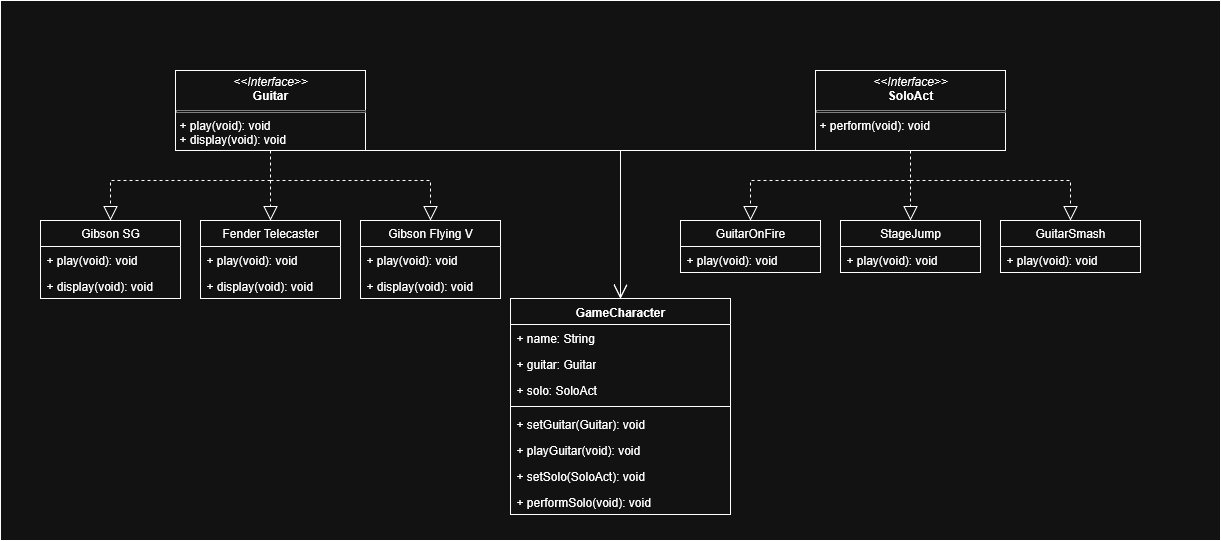 <<Interface>>
Guitar
+ play(void): void
+ display(void): void
<<Interface>>
SoloAct
+ perform(void): void
Gibson SG
+ play(void): void
+ display(void): void
Fender Telecaster
+ play(void): void
+ display(void): void
Gibson Flying V
+ play(void): void
+ display(void): void
GuitarOnFire
+ play(void): void
StageJump
+ play(void): void
GuitarSmash
+ play(void): void
GameCharacter
+ name: String
+ guitar: Guitar
+ solo: SoloAct
+ setGuitar(Guitar): void
+ playGuitar(void): void
+ setSolo(SoloAct): void
+ performSolo(void): void